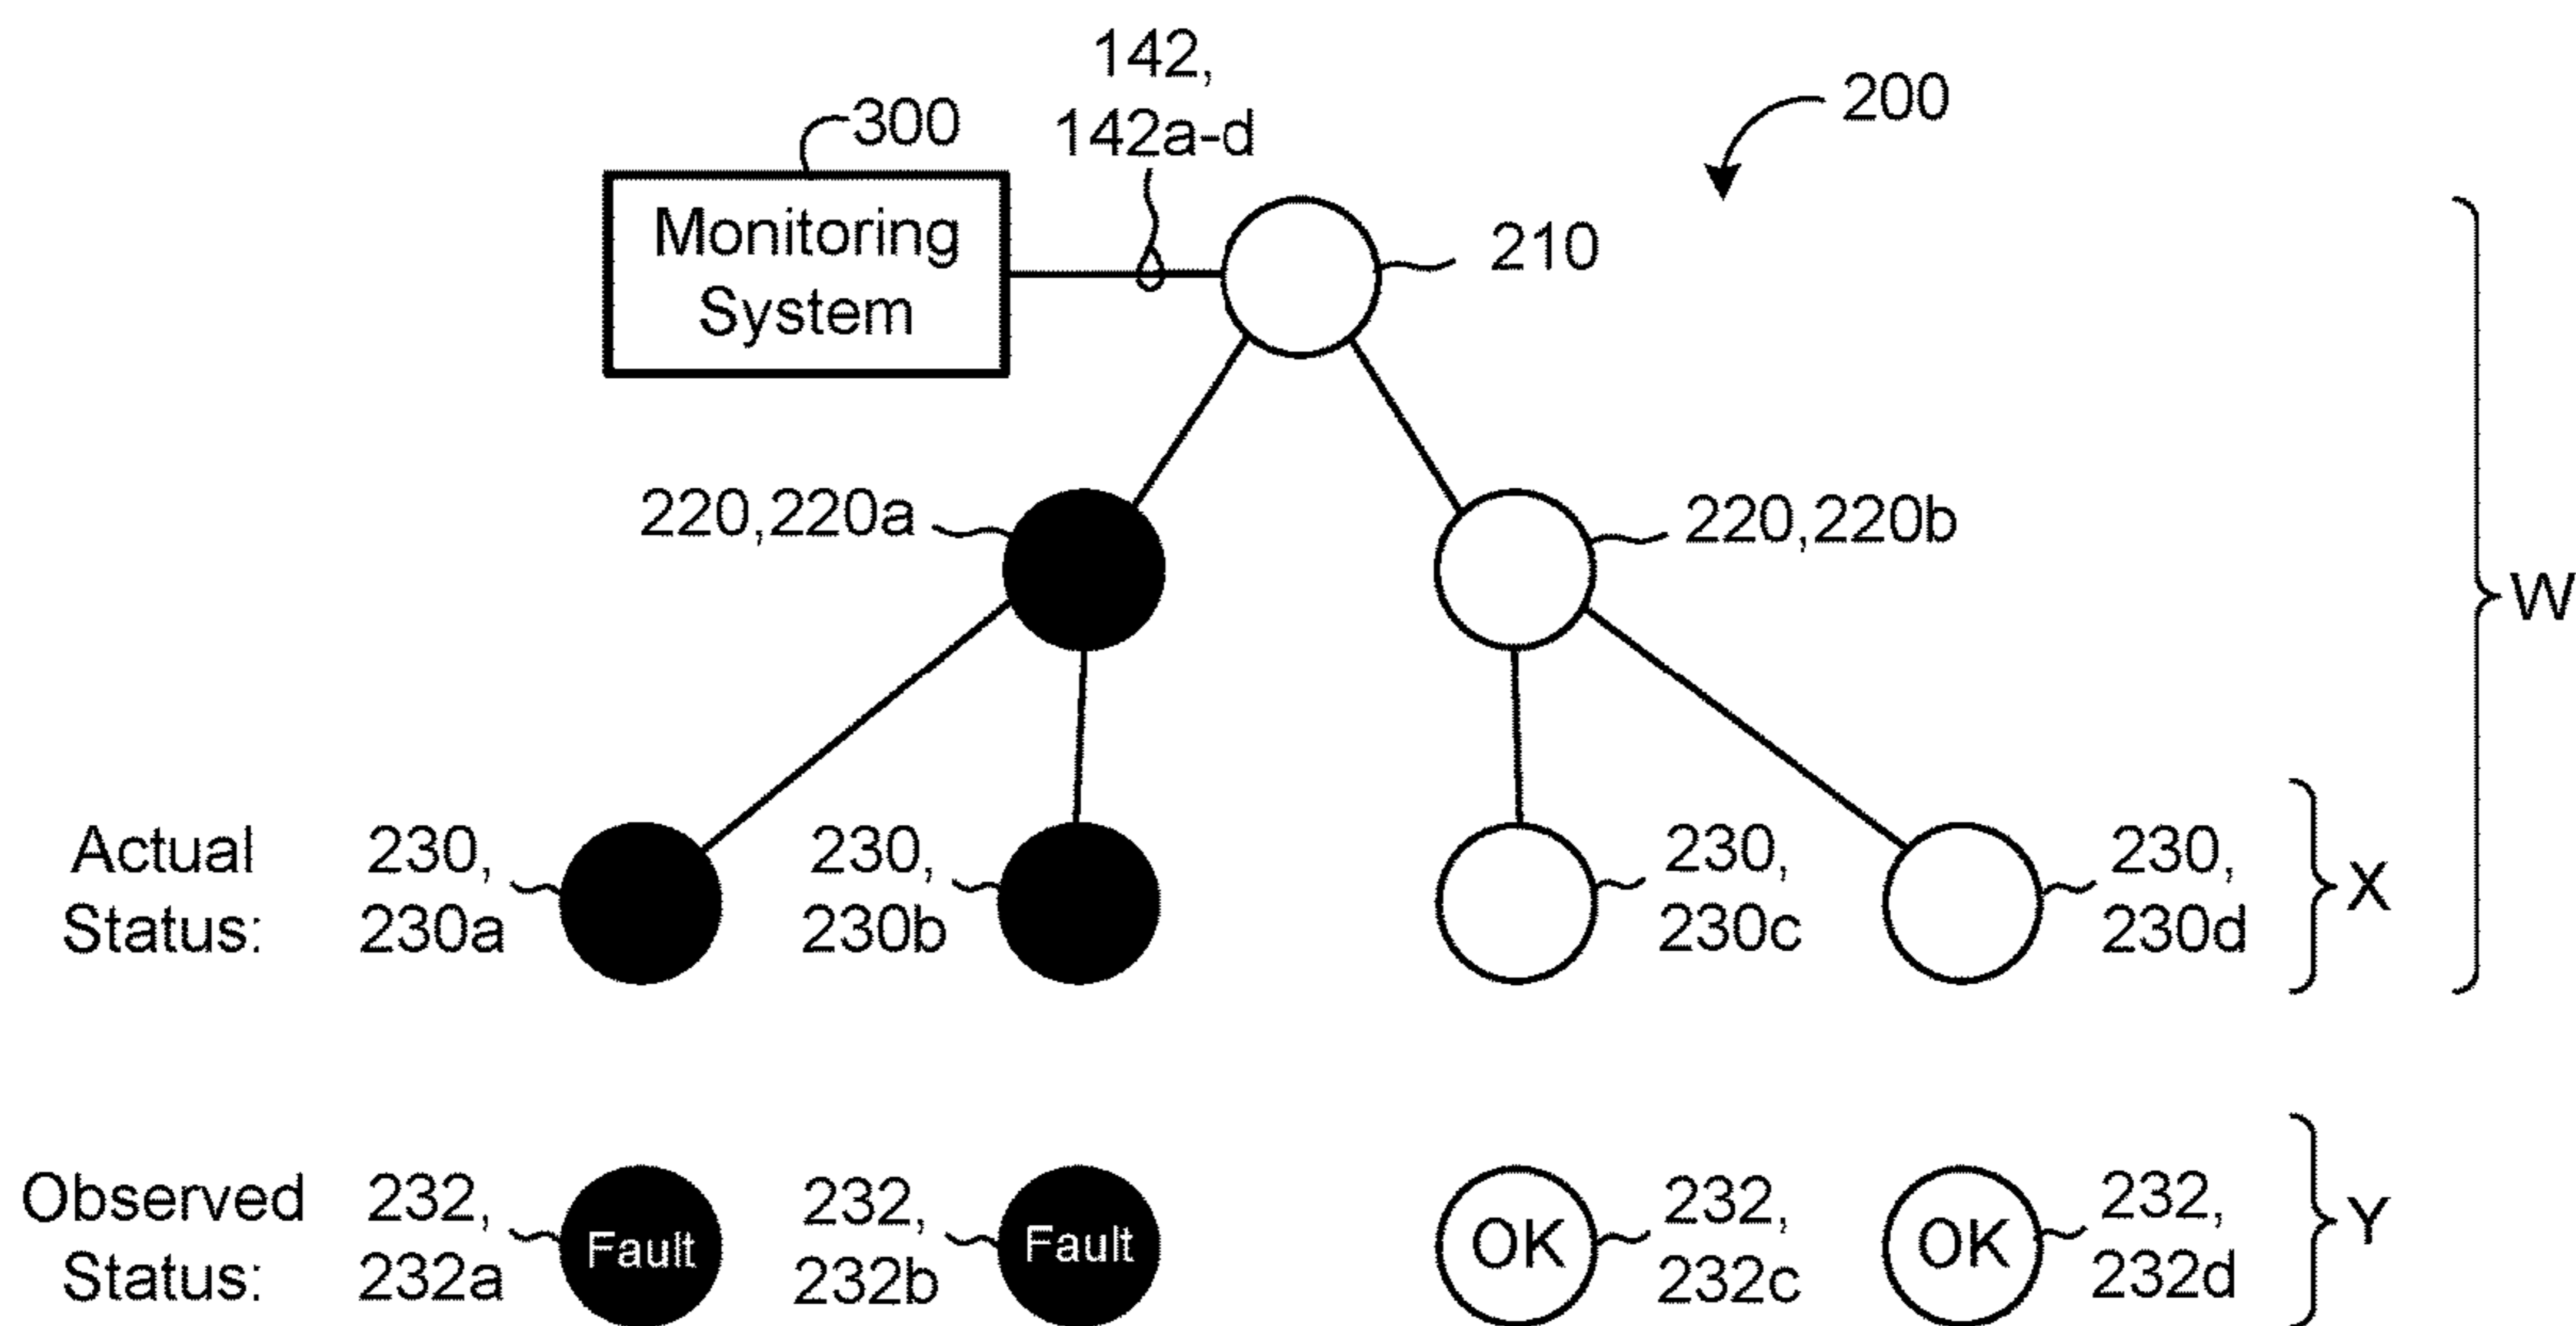 142,
142a-d
200
300
Monitoring
System
210
220,220a
220,220b
W
Actual
Status:
230,
230a
230,
230b
230,
230c
230,
230d
X
Observed
Status:
232,
232a
Fault
232,
232b
Fault
OK
232,
232c
OK
232,
232d
Y